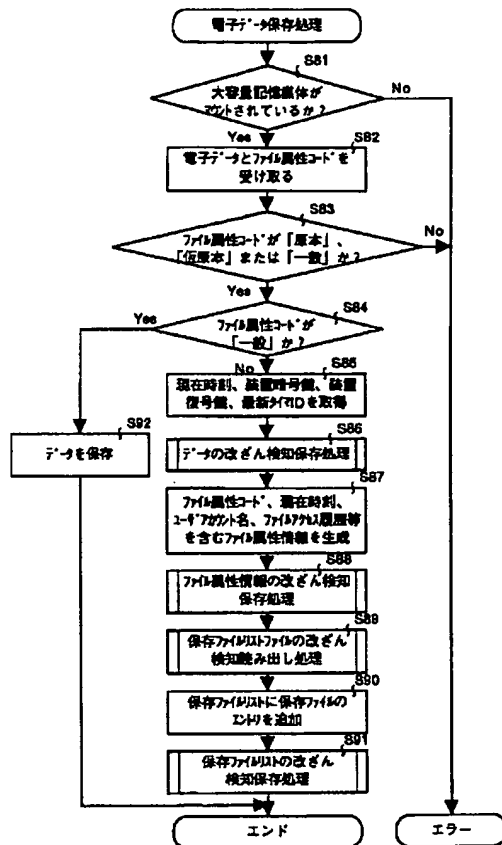 電子ﾃﾞｰﾀ保存処理
S81
大容量記憶媒体が
ﾏｳﾝﾄされているか?
No
Yes
S82
電子データとファイル属性コードを
受け取る
S83
ﾌｧｲﾙ属性ｺｰﾄﾞが「原本」、
「仮原本」または「一般」か?
No
Yes
S84
ﾌｧｲﾙ属性ｺｰﾄﾞが
「一般」か?
Yes
No
S85
現在時刻、装置暗号鍵、装置
復号鍵、最新ﾀｲﾏIDを取得
S92
ﾃﾞｰﾀを保存
S86
データの改ざん検知保存処理
S87
ファイル属性コード、現在時刻、
ﾕｰｻﾞｱｶｳﾝﾄ名、ﾌｧｲﾙｱｸｾｽ履歴等
を含むファイル属性情報を生成
S88
ファイル属性情報の改ざん検知
保存処理
S89
保存ファイルリストファイルの改ざん
検知読み出し処理
S90
保存ファイルリストに保存ファイルの
エントリを追加
S91
保存ファイルリストの改ざん
検知保存処理
エンド
エラー